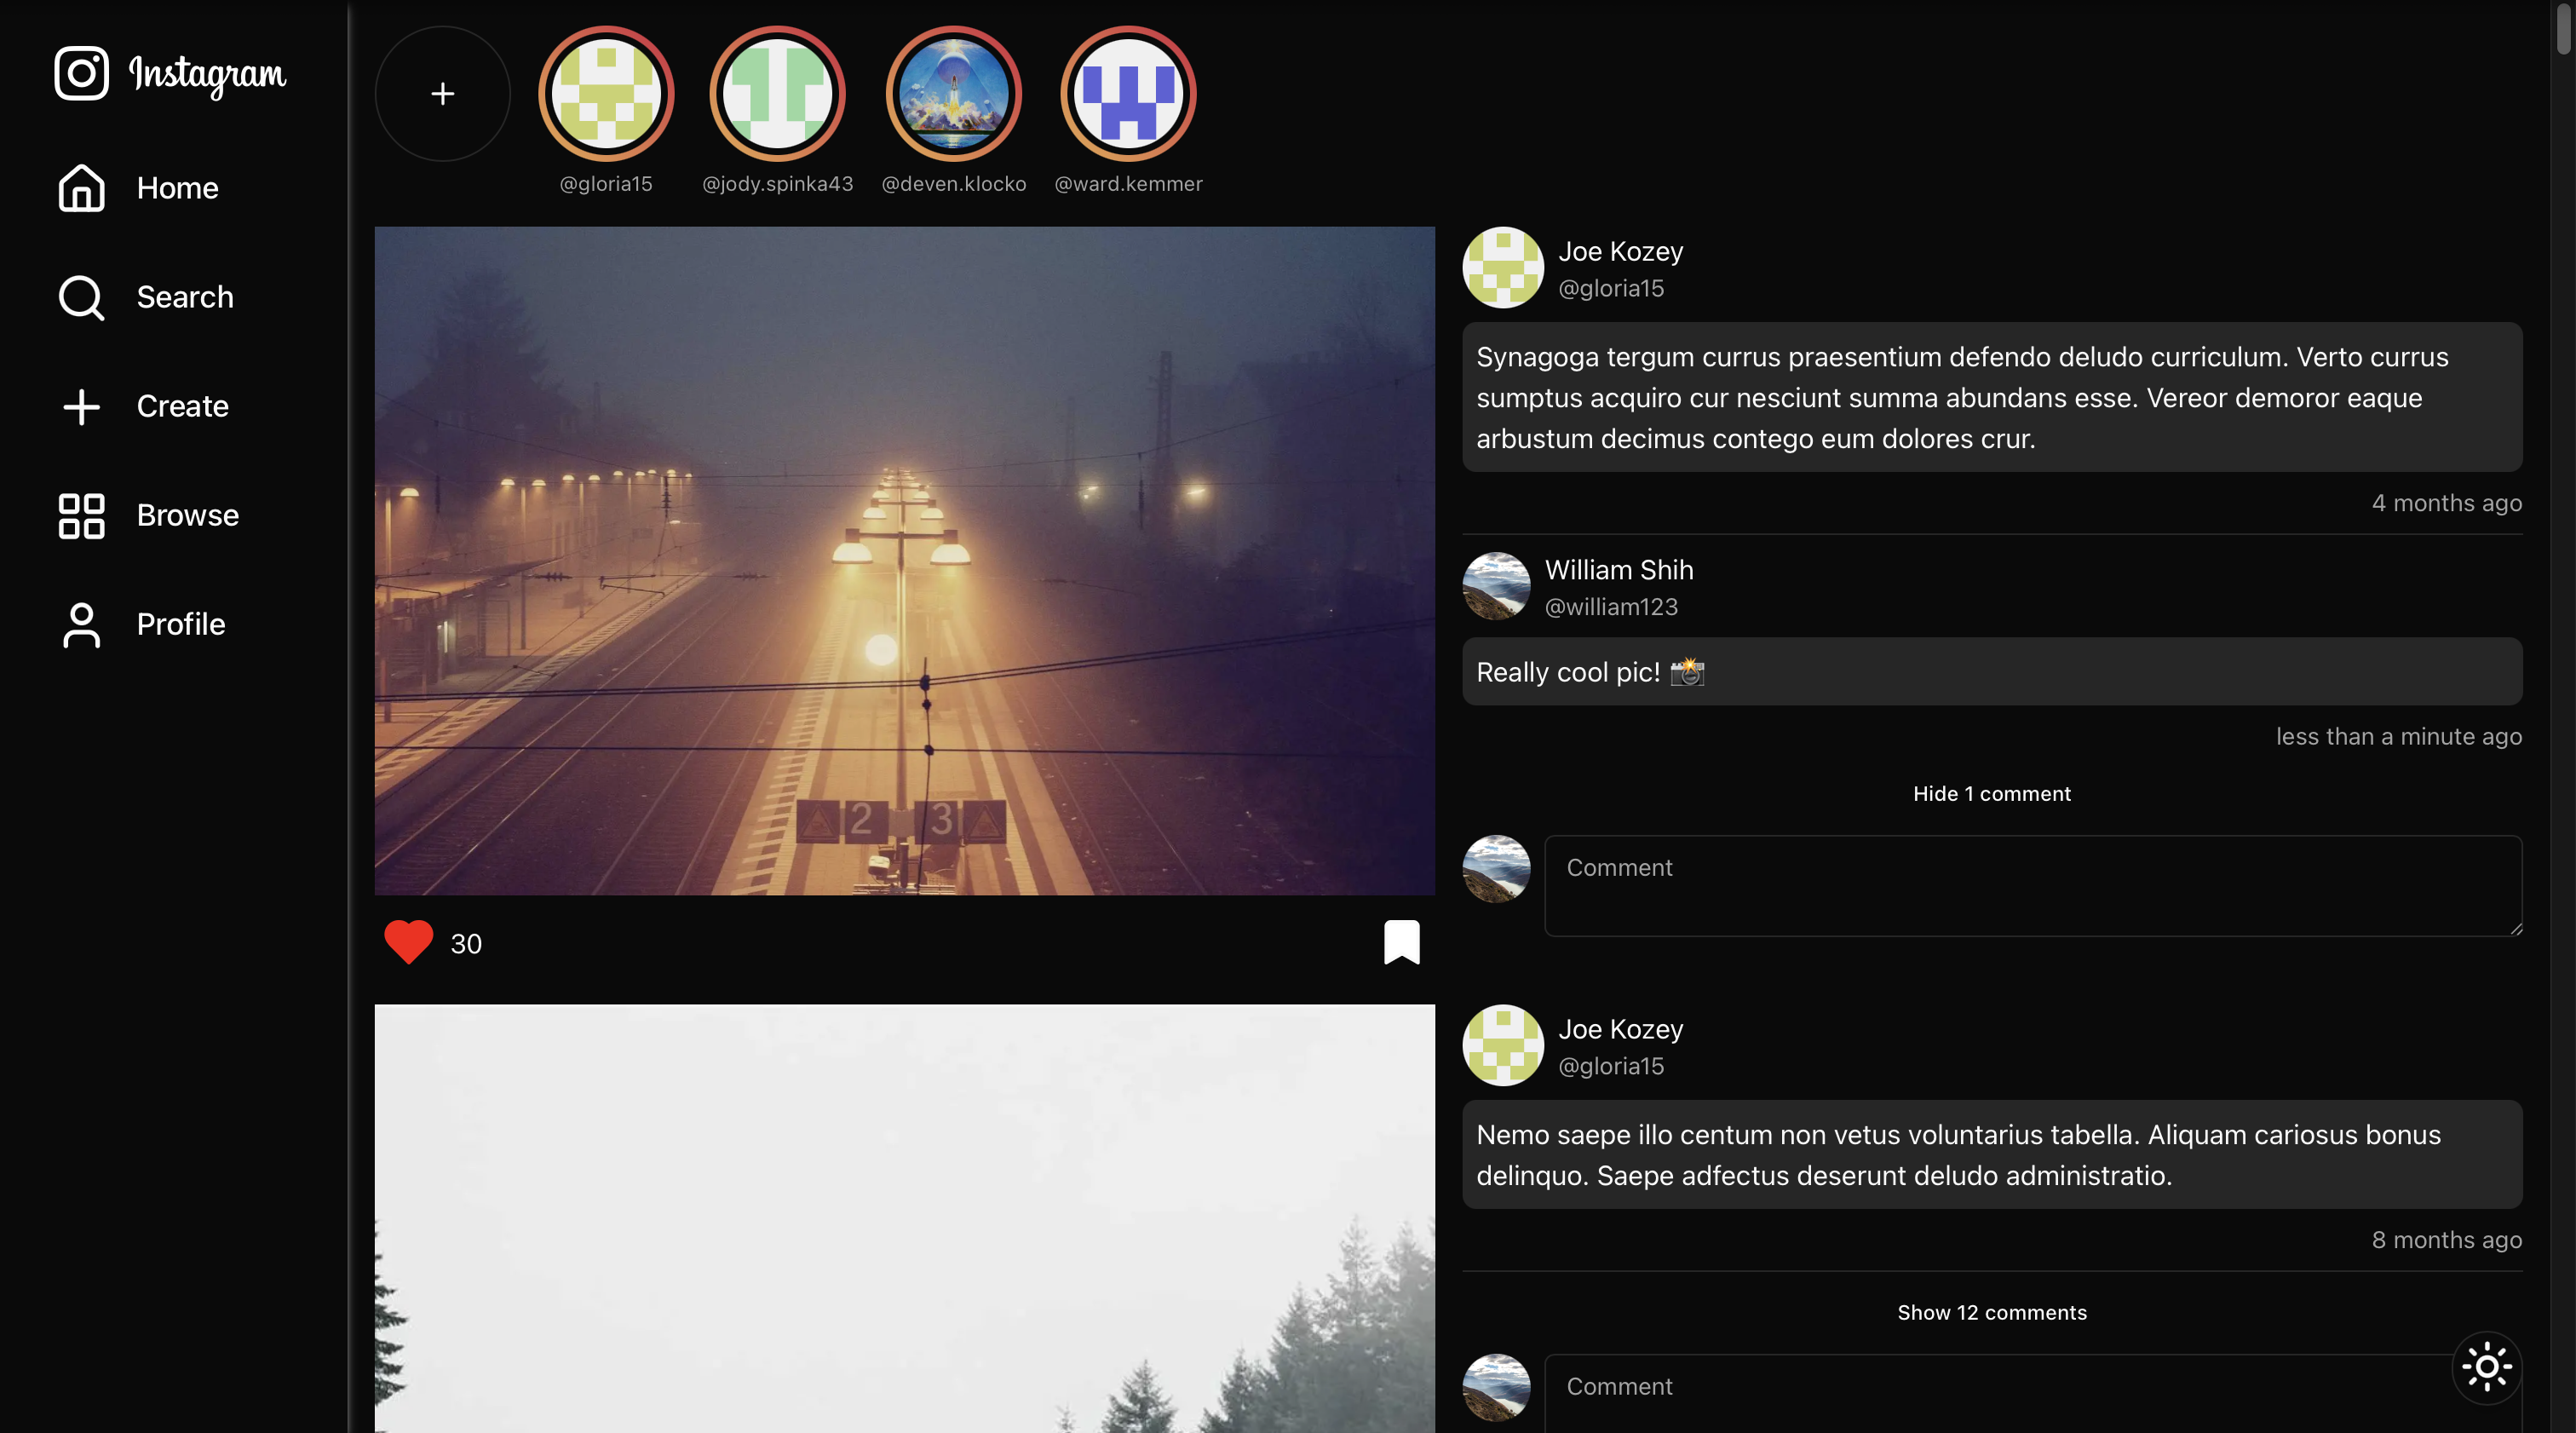 Instagram
Home
Search
Create
Browse
Profile
@gloria15
@jody.spinka43
@deven.klocko
@ward.kemmer
2 3
30
Joe Kozey
@gloria15
Synagoga tergum currus praesentium defendo deludo curriculum. Verto currus
sumptus acquiro cur nesciunt summa abundans esse. Vereor demoror eaque
arbustum decimus contego eum dolores crur.
4 months ago
William Shih
@william123
Really cool pic! 📸
less than a minute ago
Hide 1 comment
Comment
Joe Kozey
@gloria15
Nemo saepe illo centum non vetus voluntarius tabella. Aliquam cariosus bonus
delinquo. Saepe adfectus deserunt deludo administratio.
8 months ago
Show 12 comments
Comment